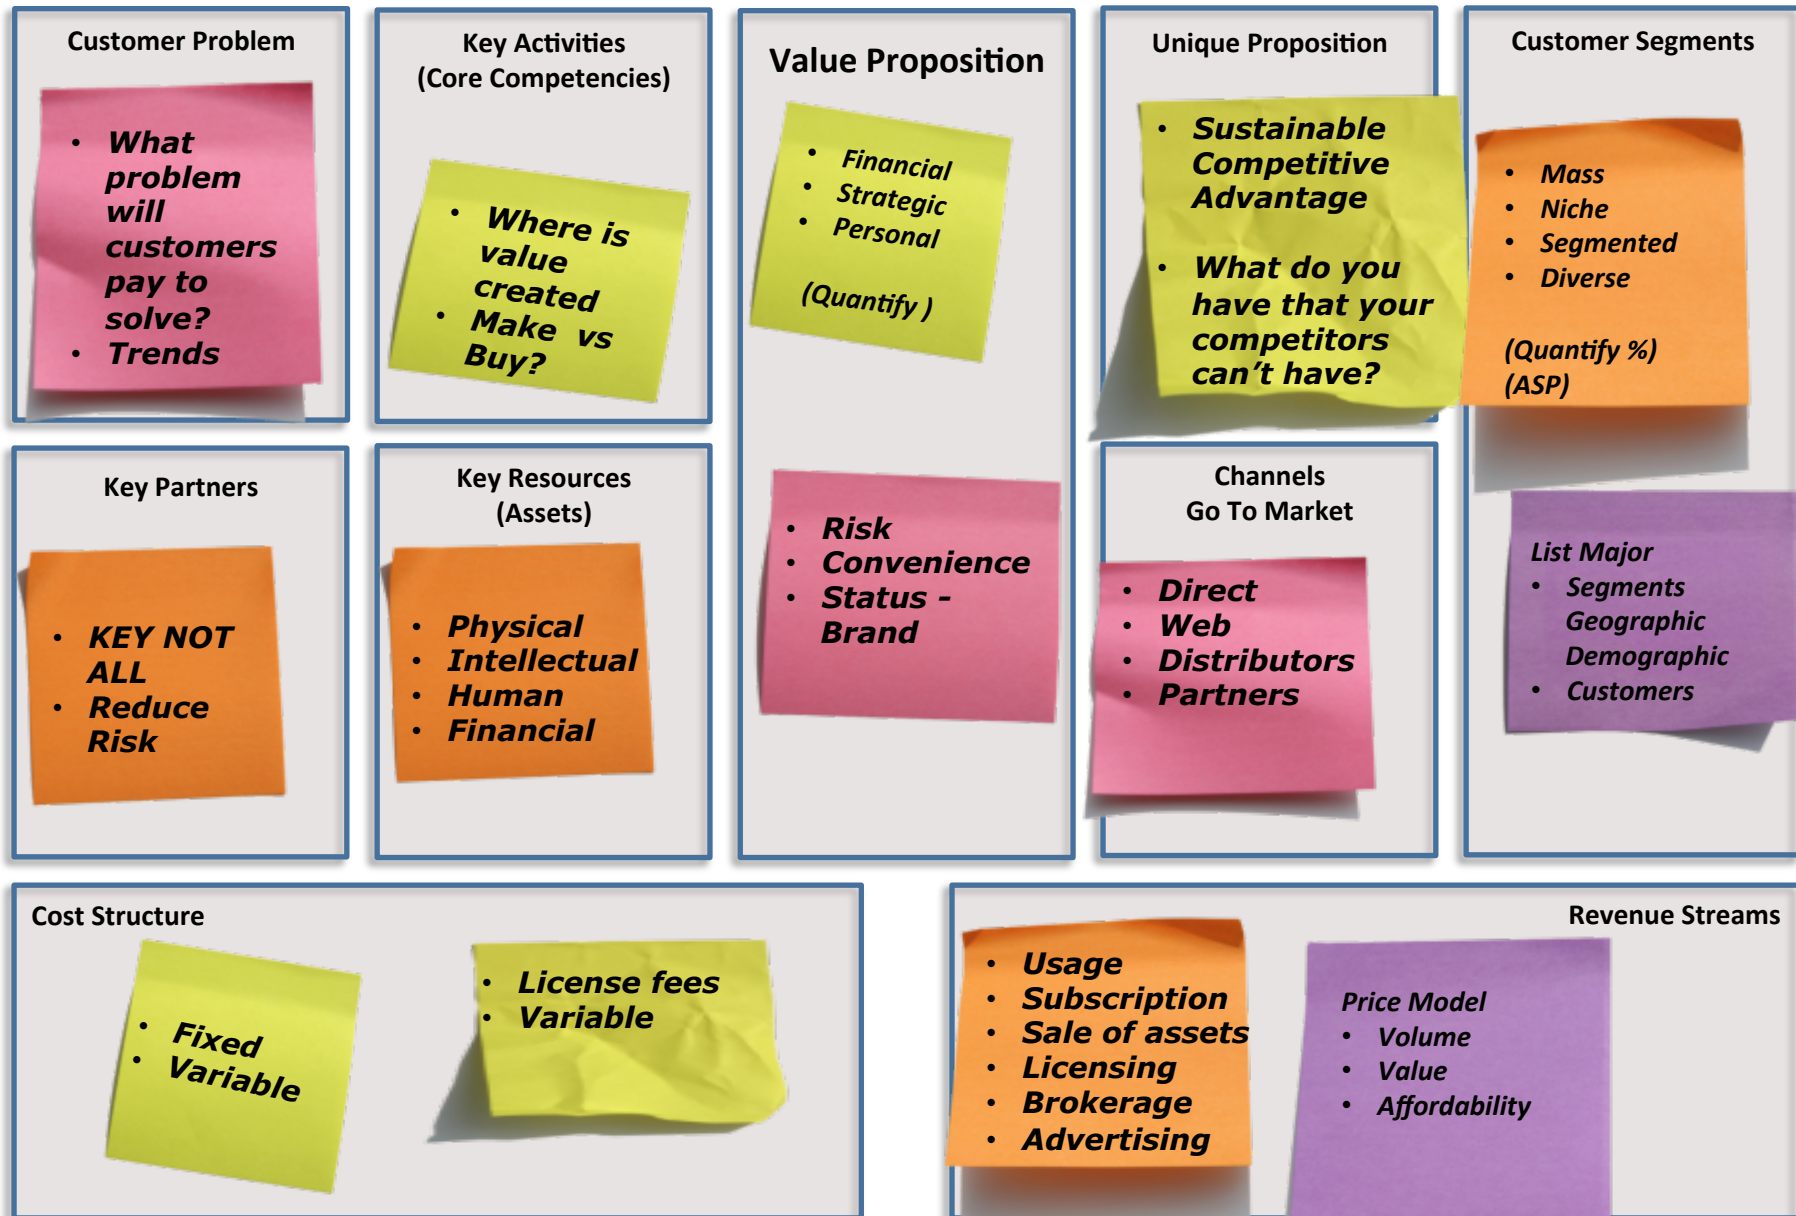 Customer Problem
• What
problem
will
customers
pay to
solve?
• Trends
Key Activities
(Core Competencies)
• Where is
value
created
• Make vs
Buy?
Value Proposition
• Financial
• Strategic
• Personal
(Quantify )
• Risk
• Convenience
• Status -
Brand
Unique Proposition
• Sustainable
Competitive
Advantage
• What do you
have that your
competitors
can't have?
Customer Segments
• Mass
• Niche
• Segmented
• Diverse
(Quantify %)
(ASP)
List Major
• Segments
Geographic
Demographic
• Customers
Key Partners
• KEY NOT
ALL
• Reduce
Risk
Key Resources
(Assets)
• Physical
• Intellectual
• Human
• Financial
Channels
Go To Market
• Direct
• Web
• Distributors
• Partners
Cost Structure
• Fixed
• Variable
• License fees
• Variable
Revenue Streams
• Usage
• Subscription
• Sale of assets
• Licensing
• Brokerage
• Advertising
Price Model
• Volume
• Value
• Affordability